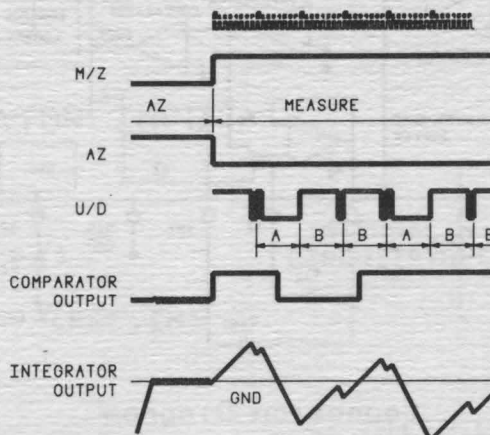 M/Z
AZ MEASURE
AZ
U/D
A B B A B B
COMPARATOR
OUTPUT
INTEGRATOR
OUTPUT
GND